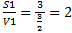 S1/V1 = 3/(3/2) = 2